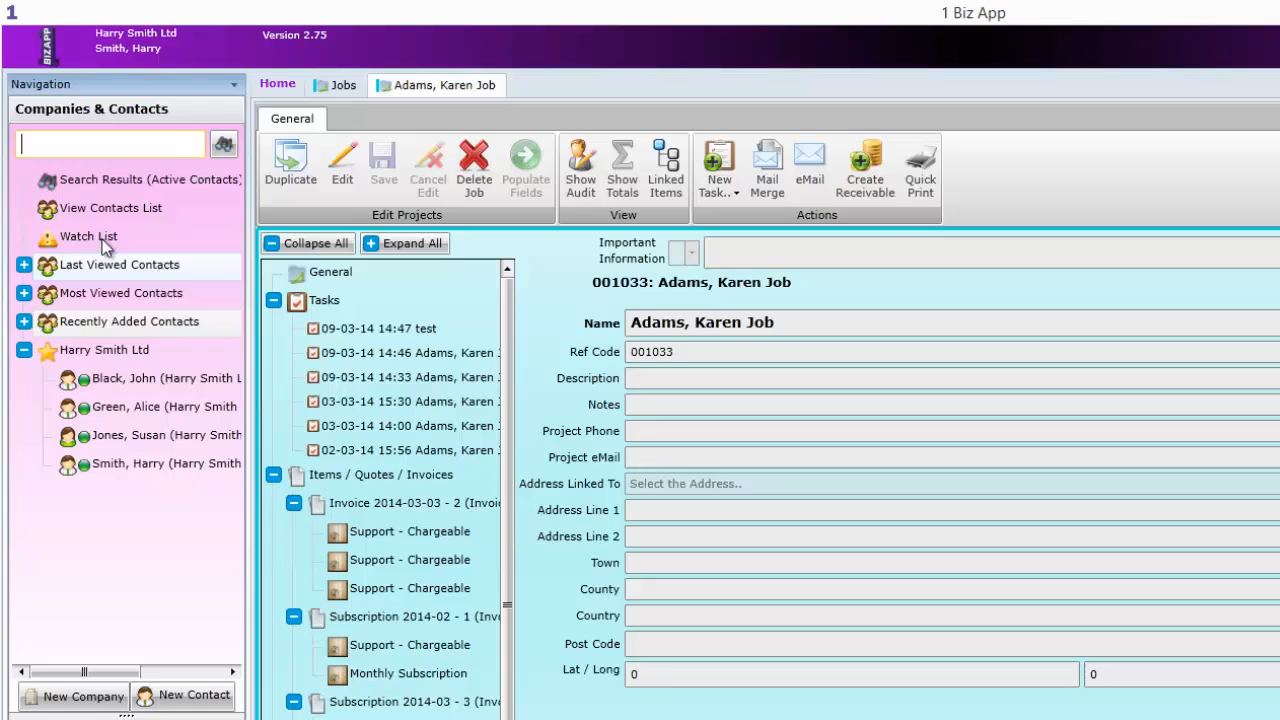 1
1 Biz App
BIZAPP
Harry Smith Ltd
Smith, Harry
Version 2.75
Navigation
Companies & Contacts
Search Results (Active Contacts)
View Contacts List
Watch List
Last Viewed Contacts
Most Viewed Contacts
Recently Added Contacts
Harry Smith Ltd
Black, John (Harry Smith L
Green, Alice (Harry Smith
Jones, Susan (Harry Smith
Smith, Harry (Harry Smith
New Company
New Contact
Home
Jobs
Adams, Karen Job
General
Duplicate
Edit
Save
Cancel
Edit
Delete
Job
Populate
Fields
Edit Projects
Show
Audit
Show
Totals
Linked
Items
View
New
Task..
Mail
Merge
eMail
Create
Receivable
Quick
Print
Actions
Collapse All
Expand All
General
Tasks
09-03-14 14:47 test
09-03-14 14:46 Adams, Karen J
09-03-14 14:33 Adams, Karen J
03-03-14 15:30 Adams, Karen J
03-03-14 14:00 Adams, Karen J
02-03-14 15:56 Adams, Karen J
Items / Quotes / Invoices
Invoice 2014-03-03 - 2 (Invoi
Support - Chargeable
Support - Chargeable
Support - Chargeable
Subscription 2014-02 - 1 (Invo
Support - Chargeable
Monthly Subscription
Subscription 2014-03 - 3 (Invo
Important
Information
001033: Adams, Karen Job
Name Adams, Karen Job
Ref Code 001033
Description
Notes
Project Phone
Project eMail
Address Linked To Select the Address..
Address Line 1
Address Line 2
Town
County
Country
Post Code
Lat / Long 0 0